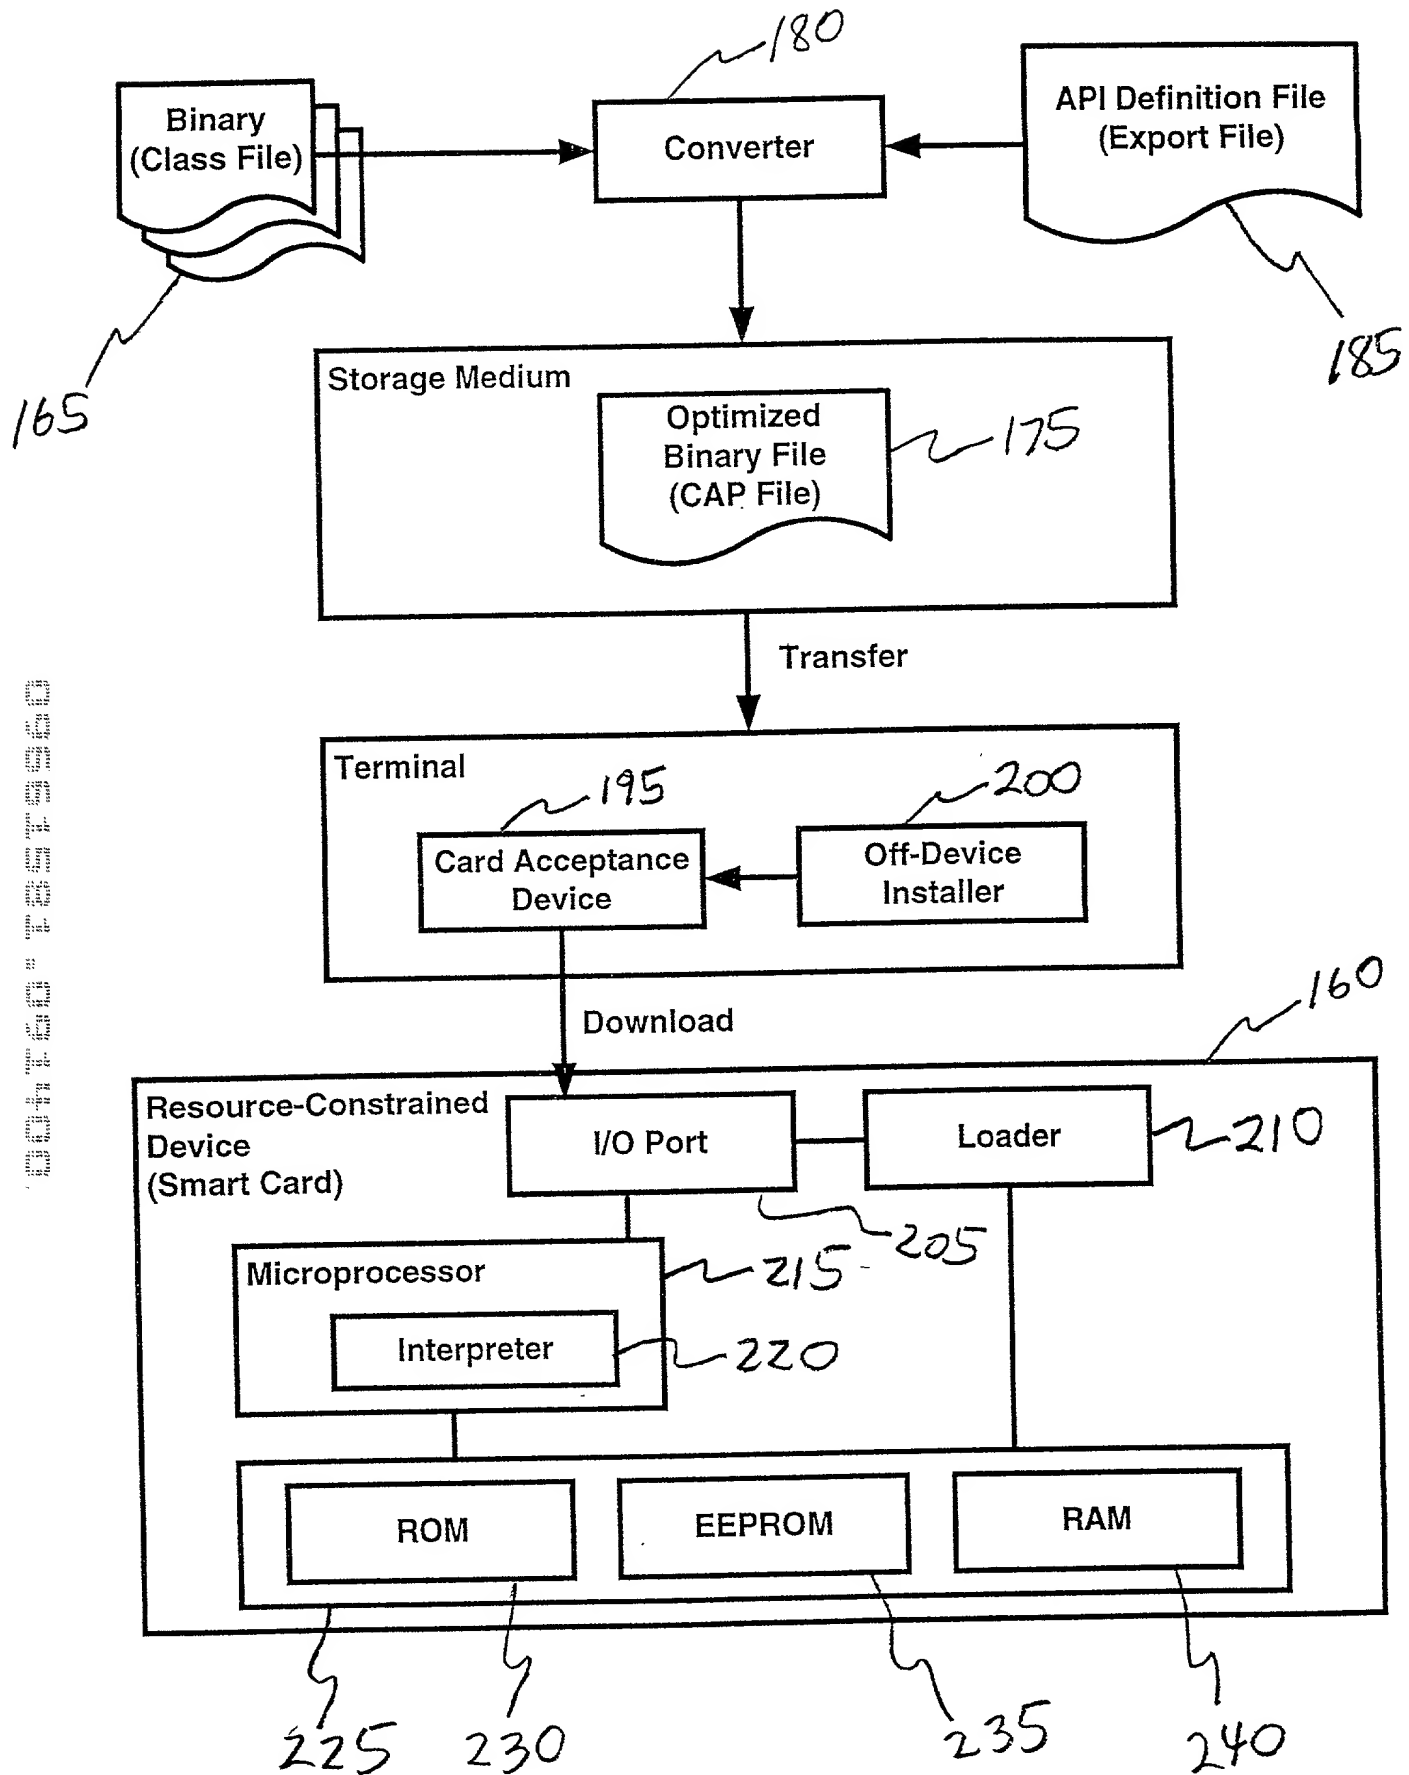 180
Binary
(Class File)
Converter
API Definition File
(Export File)
165
185
Storage Medium
Optimized
Binary File
(CAP File)
175
Transfer
Terminal
195
200
Card Acceptance
Device
Off-Device
Installer
Download
160
Resource-Constrained
Device
(Smart Card)
I/O Port
Loader
210
205
Microprocessor
215
Interpreter
220
ROM
EEPROM
RAM
225
230
235
240